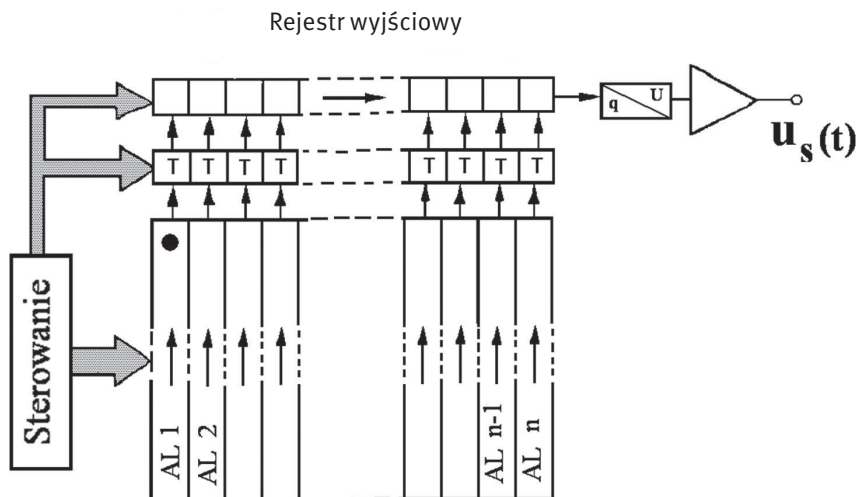 Rejestr wyjściowy
q U
u_s(t)
T T T T T T T T
Sterowanie
AL 1 AL 2 AL n-1 AL n